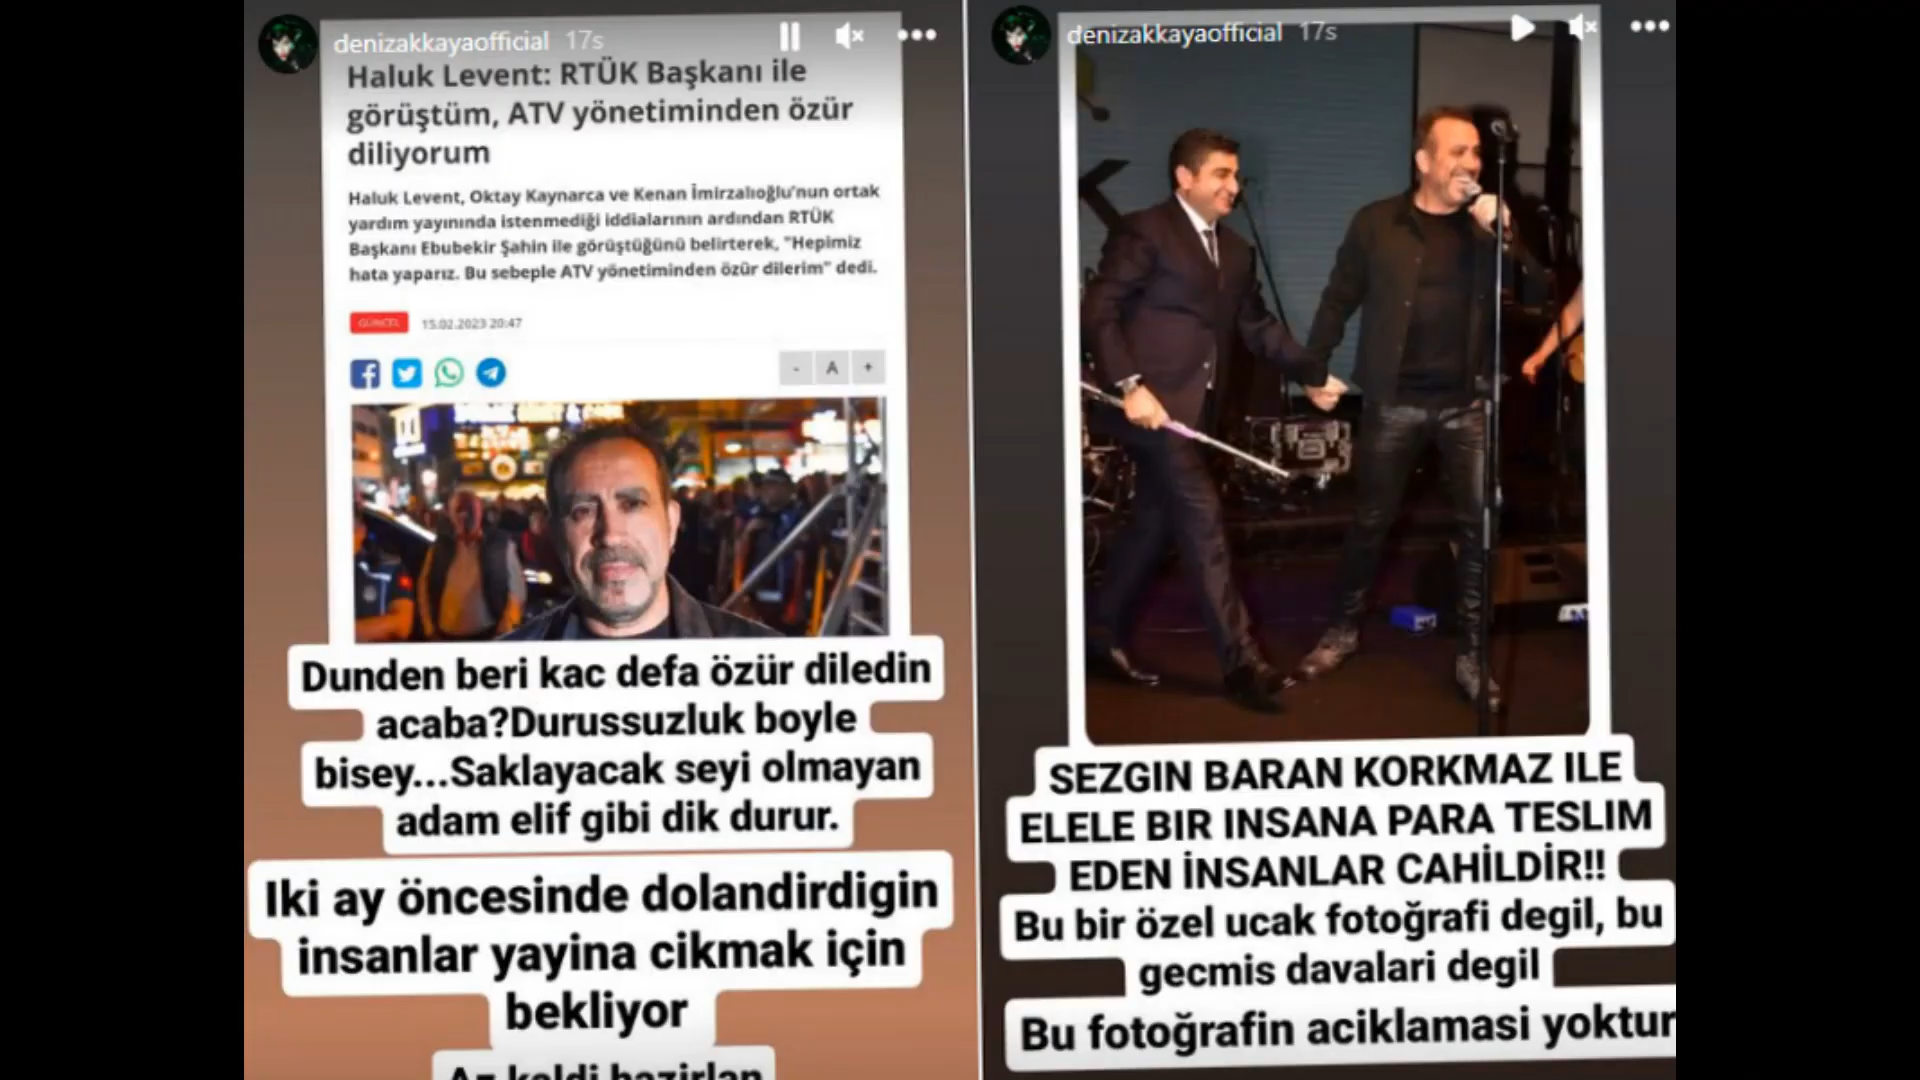 denizakkayaofficial 17s
Haluk Levent: RTÜK Başkanı ile
görüştüm, ATV yönetiminden özür
diliyorum
Haluk Levent, Oktay Kaynarca ve Kenan İmirzalıoğlu'nun ortak
yardım yayınında istenmediği iddialarının ardından RTÜK
Başkanı Ebubekir Şahin ile görüştüğünü belirterek, "Hepimiz
hata yaparız. Bu sebeple ATV yönetiminden özür dilerim" dedi.
GÜNCEL 15.02.2023 20:47
- A +
Dunden beri kac defa özür diledin
acaba?Durussuzluk boyle
bisey...Saklayacak seyi olmayan
adam elif gibi dik durur.
Iki ay öncesinde dolandirdigin
insanlar yayina cikmak için
bekliyor
Az keldi hazirlan
denizakkayaofficial 17s
SEZGIN BARAN KORKMAZ ILE
ELELE BIR INSANA PARA TESLIM
EDEN İNSANLAR CAHİLDİR!!
Bu bir özel ucak fotoğrafi degil, bu
gecmis davalari degil
Bu fotoğrafin aciklamasi yoktur